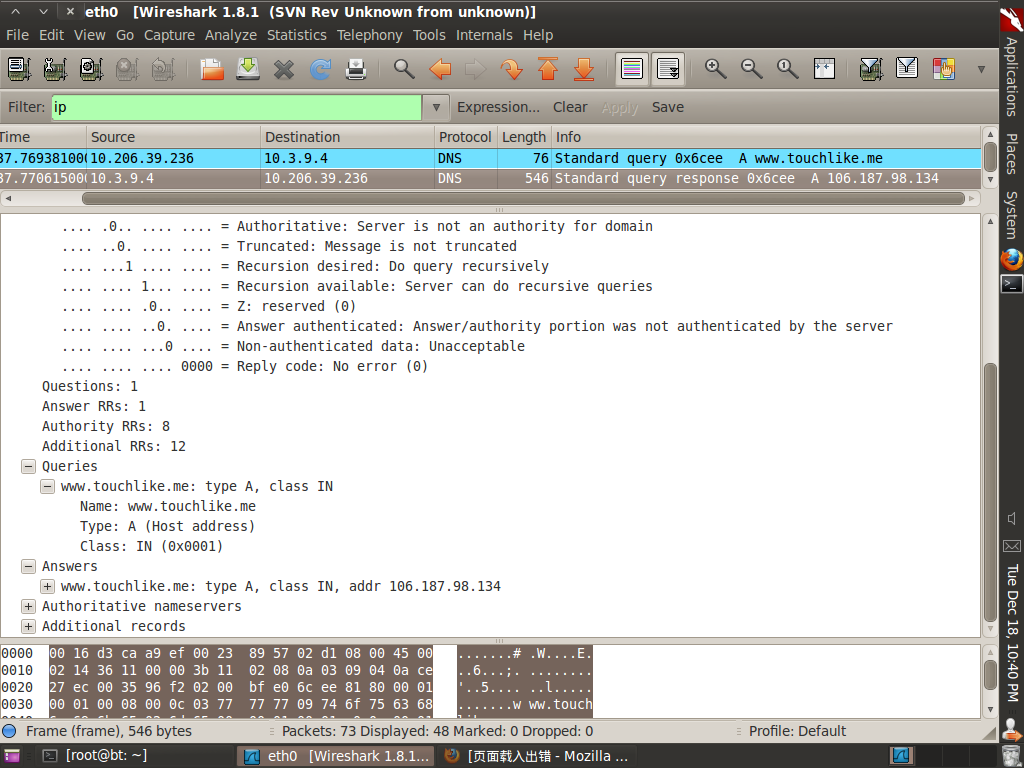 eth0 [Wireshark 1.8.1 (SVN Rev Unknown from unknown)]
File Edit View Go Capture Analyze Statistics Telephony Tools Internals Help
Filter: ip Expression... Clear Apply Save
Time Source Destination Protocol Length Info
37.769381000 10.206.39.236 10.3.9.4 DNS 76 Standard query 0x6cee A www.touchlike.me
37.770615000 10.3.9.4 10.206.39.236 DNS 546 Standard query response 0x6cee A 106.187.98.134
.... .0.. .... .... = Authoritative: Server is not an authority for domain
.... ..0. .... .... = Truncated: Message is not truncated
.... ...1 .... .... = Recursion desired: Do query recursively
.... .... 1... .... = Recursion available: Server can do recursive queries
.... .... .0.. .... = Z: reserved (0)
.... .... ..0. .... = Answer authenticated: Answer/authority portion was not authenticated by the server
.... .... ...0 .... = Non-authenticated data: Unacceptable
.... .... .... 0000 = Reply code: No error (0)
Questions: 1
Answer RRs: 1
Authority RRs: 8
Additional RRs: 12
Queries
www.touchlike.me: type A, class IN
Name: www.touchlike.me
Type: A (Host address)
Class: IN (0x0001)
Answers
www.touchlike.me: type A, class IN, addr 106.187.98.134
Authoritative nameservers
Additional records
0000 00 16 d3 ca a9 ef 00 23 89 57 02 d1 08 00 45 00 .......# .W....E.
0010 02 14 36 11 00 00 3b 11 02 08 0a 03 09 04 0a ce ..6...;. ........
0020 27 ec 00 35 96 f2 02 00 bf e0 6c ee 81 80 00 01 '..5.... ..l.....
0030 00 01 00 08 00 0c 03 77 77 77 09 74 6f 75 63 68 .......w ww.touch
Frame (frame), 546 bytes Packets: 73 Displayed: 48 Marked: 0 Dropped: 0 Profile: Default
[root@bt: ~] eth0 [Wireshark 1.8.1... [页面载入出错 - Mozilla ...
Applications
Places
System
Tue Dec 18, 10:40 PM